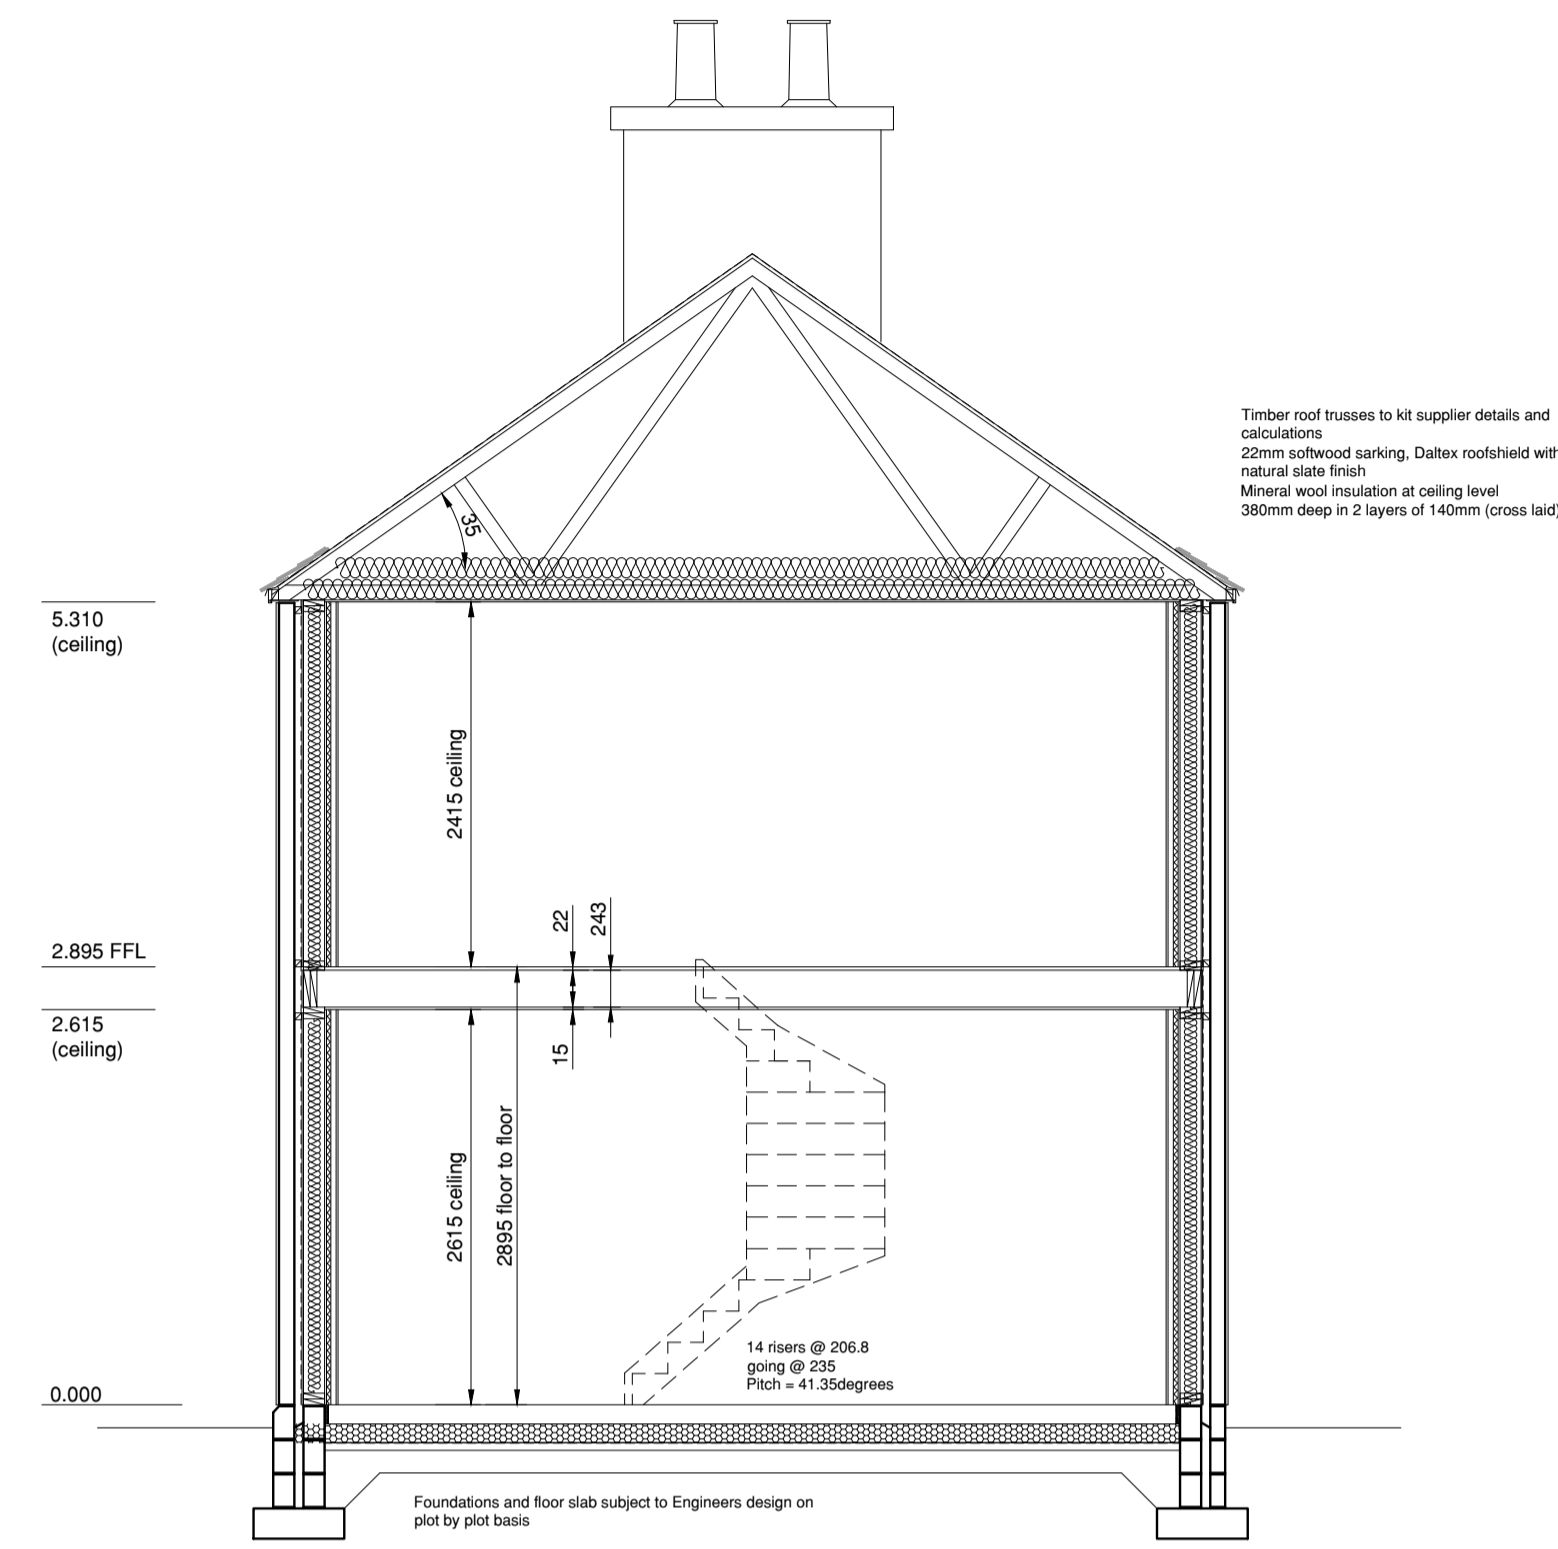 Timber roof trusses to kit supplier details and
calculations
22mm softwood sarking, Daltex roofshield with
natural slate finish
Mineral wool insulation at ceiling level
380mm deep in 2 layers of 140mm (cross laid)
35
5.310
(ceiling)
2415 ceiling
22
243
2.895 FFL
2.615
(ceiling)
15
2615 ceiling
2895 floor to floor
14 risers @ 206.8
going @ 235
Pitch = 41.35degrees
0.000
Foundations and floor slab subject to Engineers design on
plot by plot basis